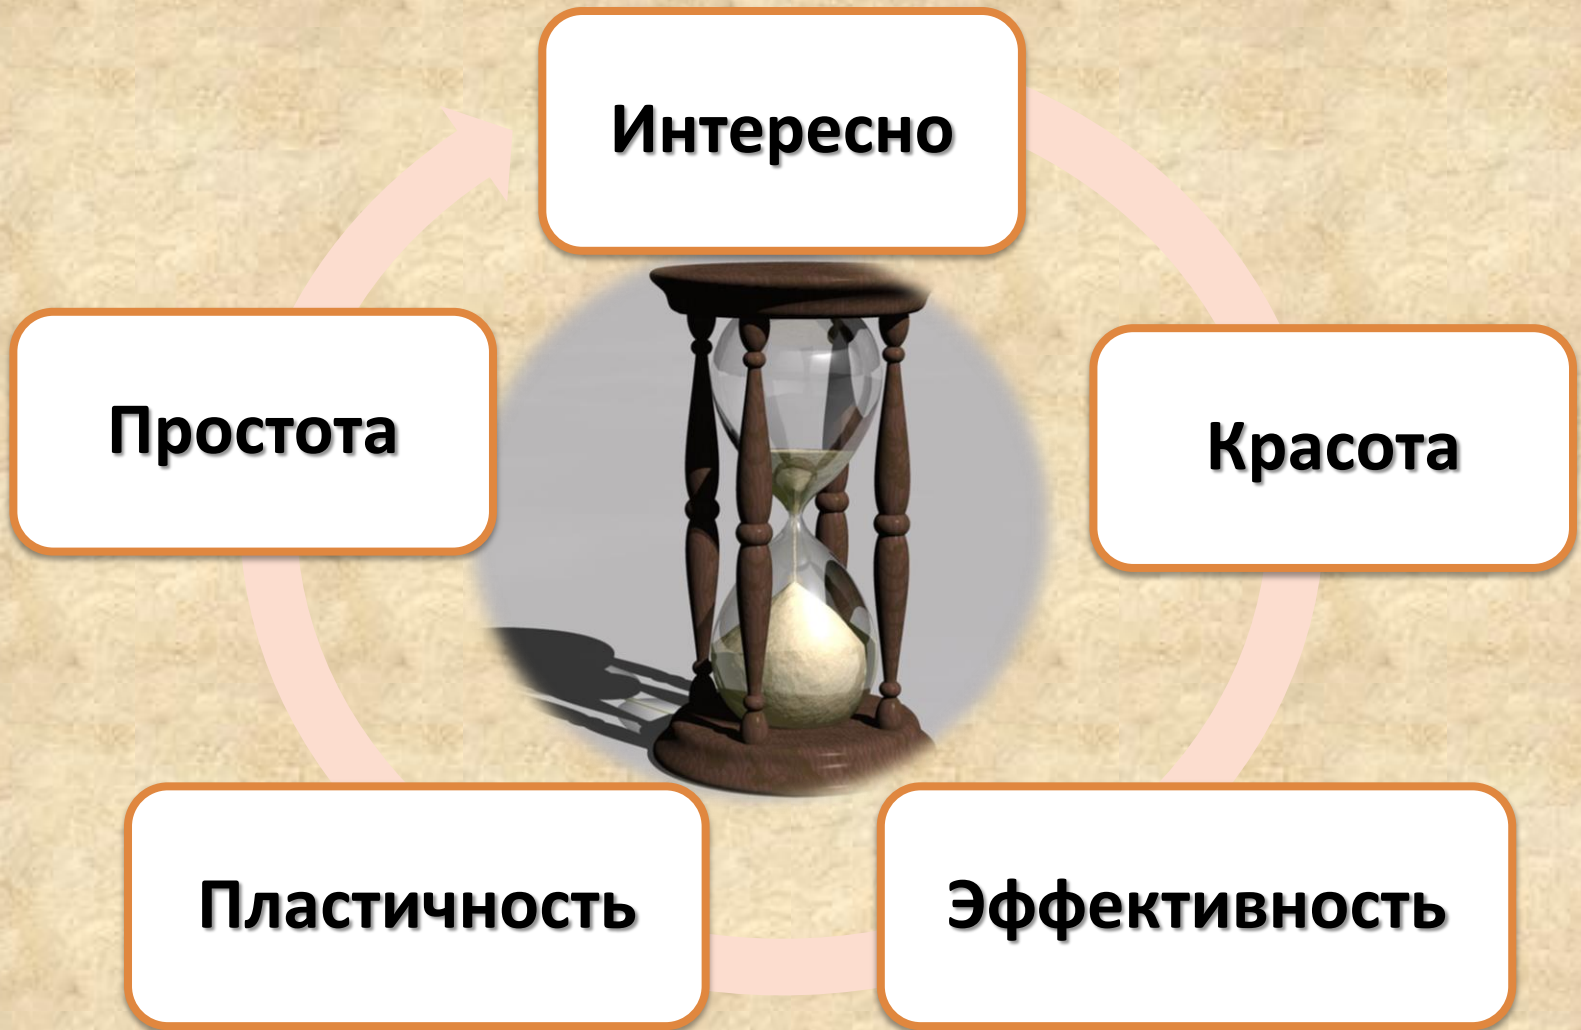 Интересно
Красота
Эффективность
Пластичность
Простота